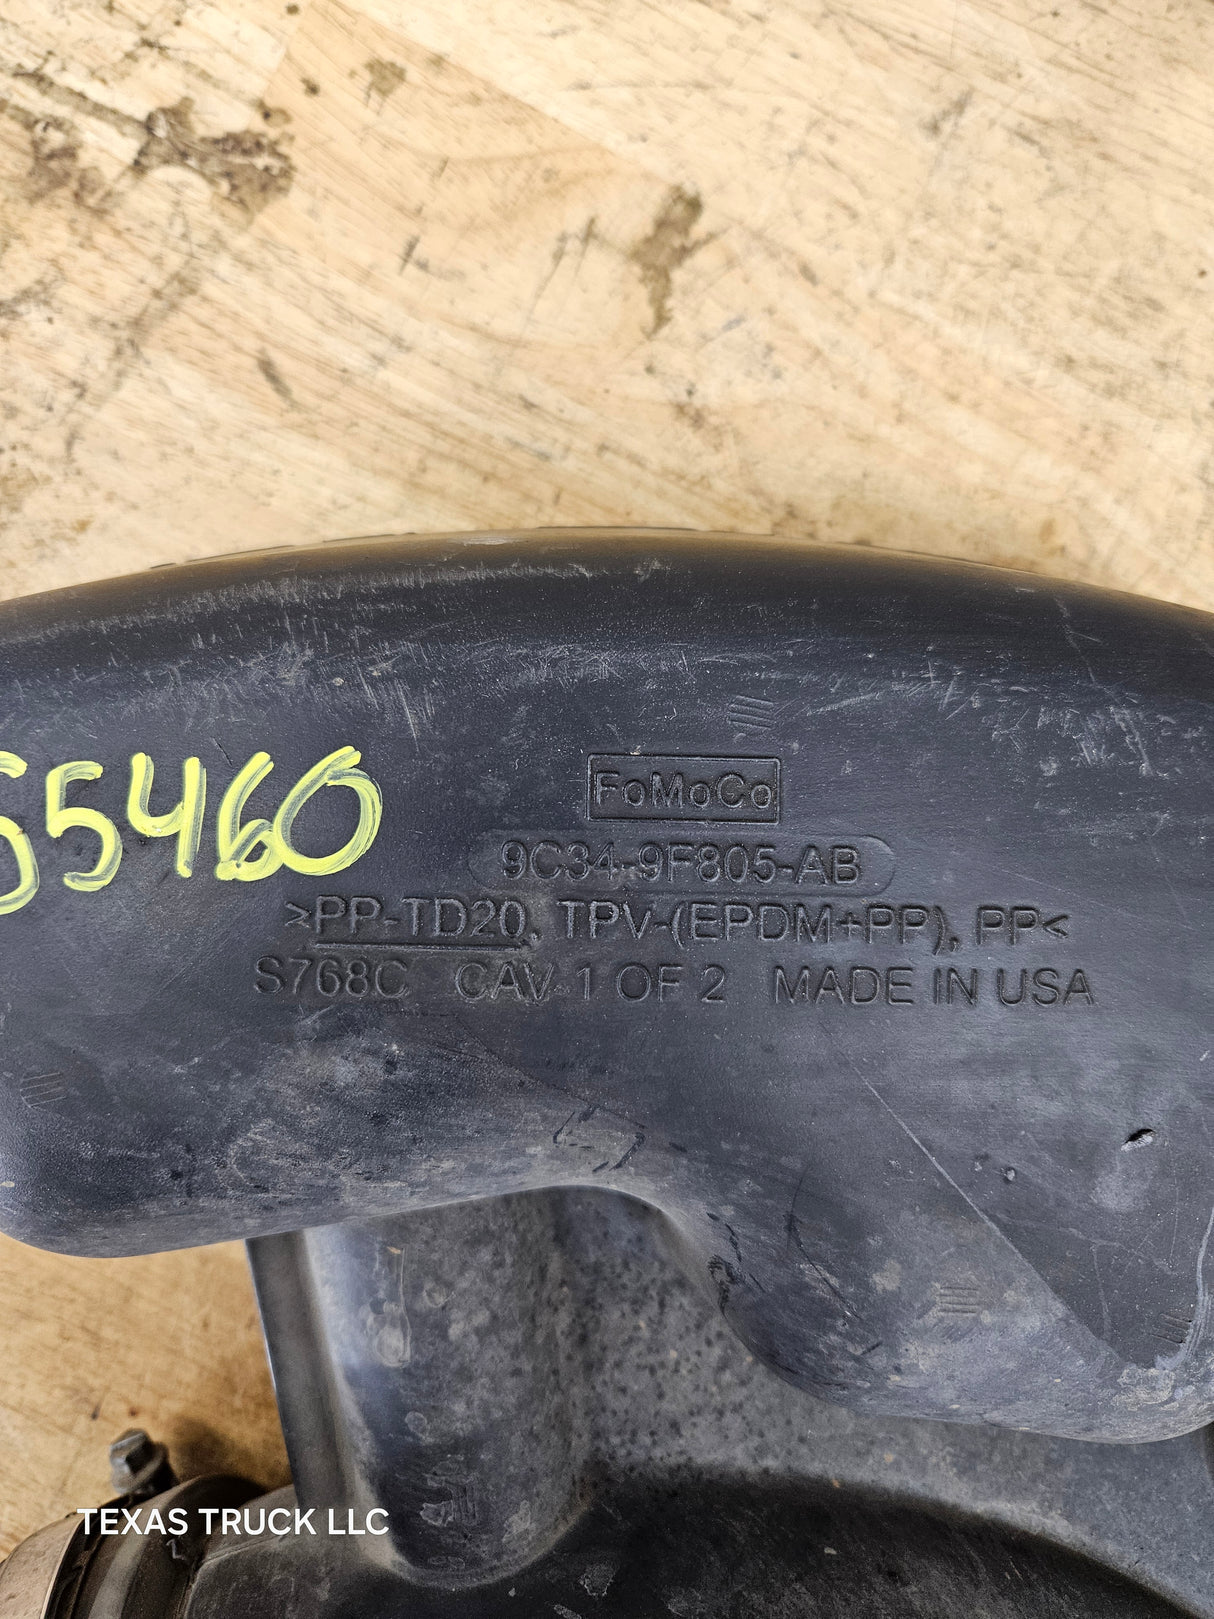 55460
FoMoCo
9C34-9F805-AB
>PP-TD20, TPV-(EPDM+PP), PP<
S768C CAV 1 OF 2 MADE IN USA
TEXAS TRUCK LLC